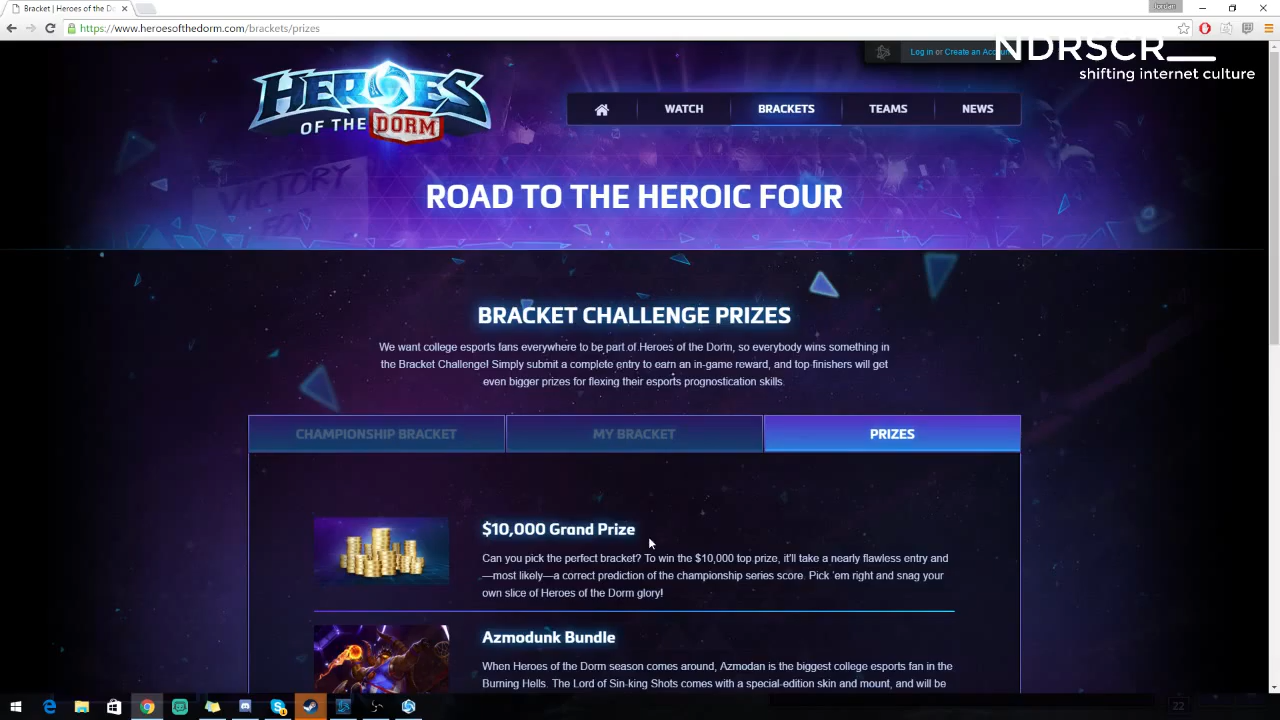 Bracket | Heroes of the Do
Jordan
https://www.heroesofthedorm.com/brackets/prizes
NDRSCR__
shifting internet culture
Log in or Create an Accoun
HEROES
OF THE DORM
WATCH
BRACKETS
TEAMS
NEWS
VICTORY
FOR
ROAD TO THE HEROIC FOUR
BRACKET CHALLENGE PRIZES
We want college esports fans everywhere to be part of Heroes of the Dorm, so everybody wins something in
the Bracket Challenge! Simply submit a complete entry to earn an in-game reward, and top finishers will get
even bigger prizes for flexing their esports prognostication skills.
CHAMPIONSHIP BRACKET
MY BRACKET
PRIZES
$10,000 Grand Prize
Can you pick the perfect bracket? To win the $10,000 top prize, it'll take a nearly flawless entry and
—most likely—a correct prediction of the championship series score. Pick 'em right and snag your
own slice of Heroes of the Dorm glory!
Azmodunk Bundle
When Heroes of the Dorm season comes around, Azmodan is the biggest college esports fan in the
Burning Hells. The Lord of Sin-king Shots comes with a special-edition skin and mount, and will be
22